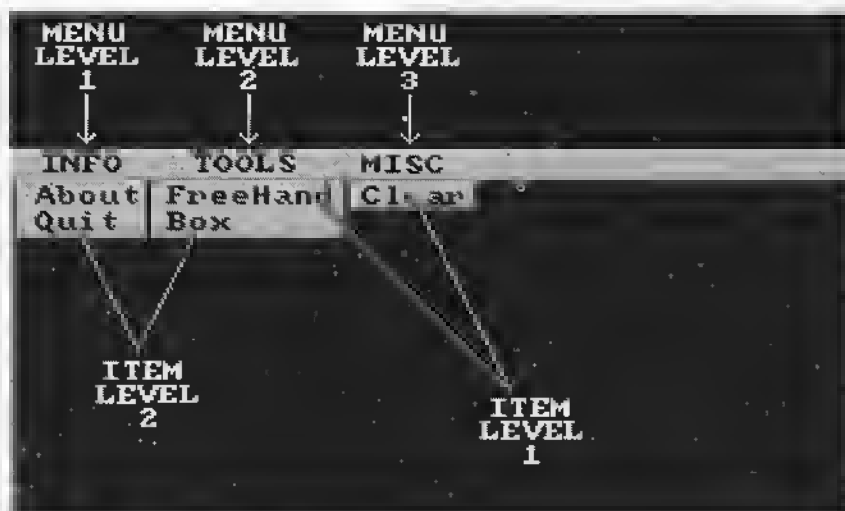 MENU MENU MENU
LEVEL LEVEL LEVEL
1 2 3
INFO TOOLS MISC
About FreeHand Clear
Quit Box
ITEM
LEVEL
2
ITEM
LEVEL
1